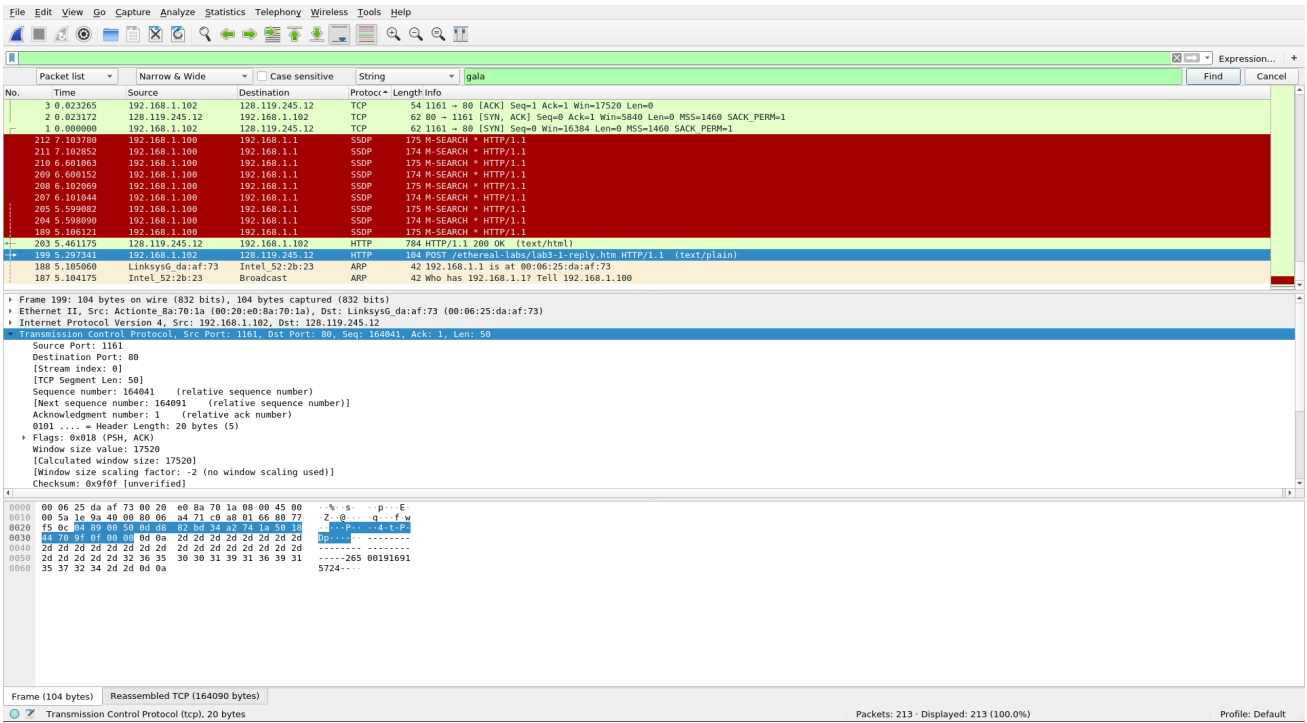 File Edit View Go Capture Analyze Statistics Telephony Wireless Tools Help
Expression... +
Packet list Narrow & Wide Case sensitive String gala Find Cancel
No. Time Source Destination Protocc Length Info
3 0.023265 192.168.1.102 128.119.245.12 TCP 54 1161 → 80 [ACK] Seq=1 Ack=1 Win=17520 Len=0
2 0.023172 128.119.245.12 192.168.1.102 TCP 62 80 → 1161 [SYN, ACK] Seq=0 Ack=1 Win=5840 Len=0 MSS=1460 SACK_PERM=1
1 0.000000 192.168.1.102 128.119.245.12 TCP 62 1161 → 80 [SYN] Seq=0 Win=16384 Len=0 MSS=1460 SACK_PERM=1
212 7.103780 192.168.1.100 192.168.1.1 SSDP 175 M-SEARCH * HTTP/1.1
211 7.102852 192.168.1.100 192.168.1.1 SSDP 174 M-SEARCH * HTTP/1.1
210 6.601063 192.168.1.100 192.168.1.1 SSDP 175 M-SEARCH * HTTP/1.1
209 6.600152 192.168.1.100 192.168.1.1 SSDP 174 M-SEARCH * HTTP/1.1
208 6.102069 192.168.1.100 192.168.1.1 SSDP 175 M-SEARCH * HTTP/1.1
207 6.101044 192.168.1.100 192.168.1.1 SSDP 174 M-SEARCH * HTTP/1.1
205 5.599082 192.168.1.100 192.168.1.1 SSDP 175 M-SEARCH * HTTP/1.1
204 5.598090 192.168.1.100 192.168.1.1 SSDP 174 M-SEARCH * HTTP/1.1
189 5.106121 192.168.1.100 192.168.1.1 SSDP 175 M-SEARCH * HTTP/1.1
203 5.461175 128.119.245.12 192.168.1.102 HTTP 784 HTTP/1.1 200 OK (text/html)
199 5.297341 192.168.1.102 128.119.245.12 HTTP 104 POST /ethereal-labs/lab3-1-reply.htm HTTP/1.1 (text/plain)
188 5.105060 LinksysG_da:af:73 Intel_52:2b:23 ARP 42 192.168.1.1 is at 00:06:25:da:af:73
187 5.104175 Intel_52:2b:23 Broadcast ARP 42 Who has 192.168.1.1? Tell 192.168.1.100
Frame 199: 104 bytes on wire (832 bits), 104 bytes captured (832 bits)
Ethernet II, Src: Actionte_8a:70:1a (00:20:e0:8a:70:1a), Dst: LinksysG_da:af:73 (00:06:25:da:af:73)
Internet Protocol Version 4, Src: 192.168.1.102, Dst: 128.119.245.12
Transmission Control Protocol, Src Port: 1161, Dst Port: 80, Seq: 164041, Ack: 1, Len: 50
Source Port: 1161
Destination Port: 80
[Stream index: 0]
[TCP Segment Len: 50]
Sequence number: 164041 (relative sequence number)
[Next sequence number: 164091 (relative sequence number)]
Acknowledgment number: 1 (relative ack number)
0101 .... = Header Length: 20 bytes (5)
Flags: 0x018 (PSH, ACK)
Window size value: 17520
[Calculated window size: 17520]
[Window size scaling factor: -2 (no window scaling used)]
Checksum: 0x9f0f [unverified]
0000 00 06 25 da af 73 00 20 e0 8a 70 1a 08 00 45 00 ··%··s· ··p···E·
0010 00 5a 1e 9a 40 00 80 06 a4 71 c0 a8 01 66 80 77 ·Z··@··· ·q···f·w
0020 f5 0c 04 89 00 50 0d d8 82 bd 34 a2 74 1a 50 18 ·····P·· ··4·t·P·
0030 44 70 9f 0f 00 00 0d 0a 2d 2d 2d 2d 2d 2d 2d 2d Dp······ --------
0040 2d 2d 2d 2d 2d 2d 2d 2d 2d 2d 2d 2d 2d 2d 2d 2d -------- --------
0050 2d 2d 2d 2d 2d 32 36 35 30 30 31 39 31 36 39 31 -----265 00191691
0060 35 37 32 34 2d 2d 0d 0a 5724--··
Frame (104 bytes) Reassembled TCP (164090 bytes)
Transmission Control Protocol (tcp), 20 bytes Packets: 213 · Displayed: 213 (100.0%) Profile: Default